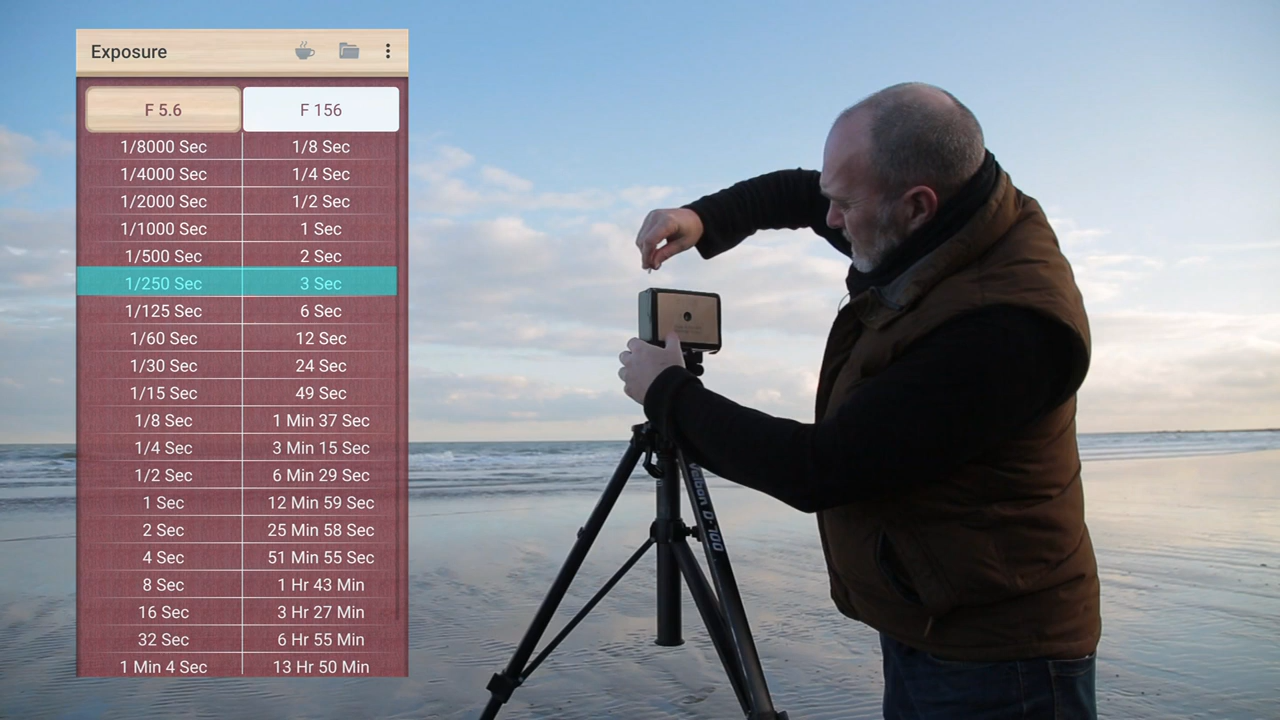 Exposure
F 5.6 F 156
1/8000 Sec 1/8 Sec
1/4000 Sec 1/4 Sec
1/2000 Sec 1/2 Sec
1/1000 Sec 1 Sec
1/500 Sec 2 Sec
1/250 Sec 3 Sec
1/125 Sec 6 Sec
1/60 Sec 12 Sec
1/30 Sec 24 Sec
1/15 Sec 49 Sec
1/8 Sec 1 Min 37 Sec
1/4 Sec 3 Min 15 Sec
1/2 Sec 6 Min 29 Sec
1 Sec 12 Min 59 Sec
2 Sec 25 Min 58 Sec
4 Sec 51 Min 55 Sec
8 Sec 1 Hr 43 Min
16 Sec 3 Hr 27 Min
32 Sec 6 Hr 55 Min
1 Min 4 Sec 13 Hr 50 Min
Velbon D-700